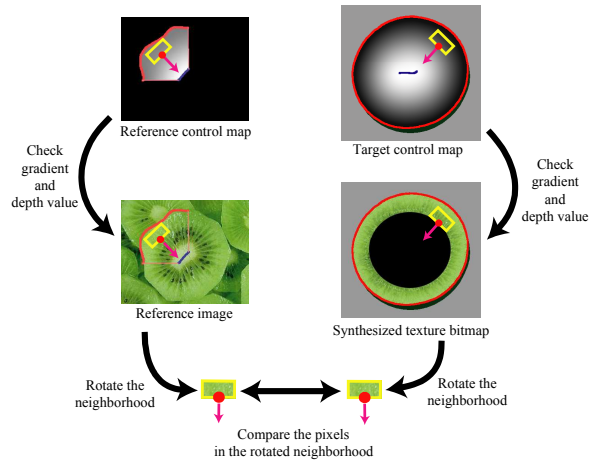 Reference control map
Target control map
Check
gradient
and
depth value
Check
gradient
and
depth value
Reference image
Synthesized texture bitmap
Rotate the
neighborhood
Rotate the
neighborhood
Compare the pixels
in the rotated neighborhood